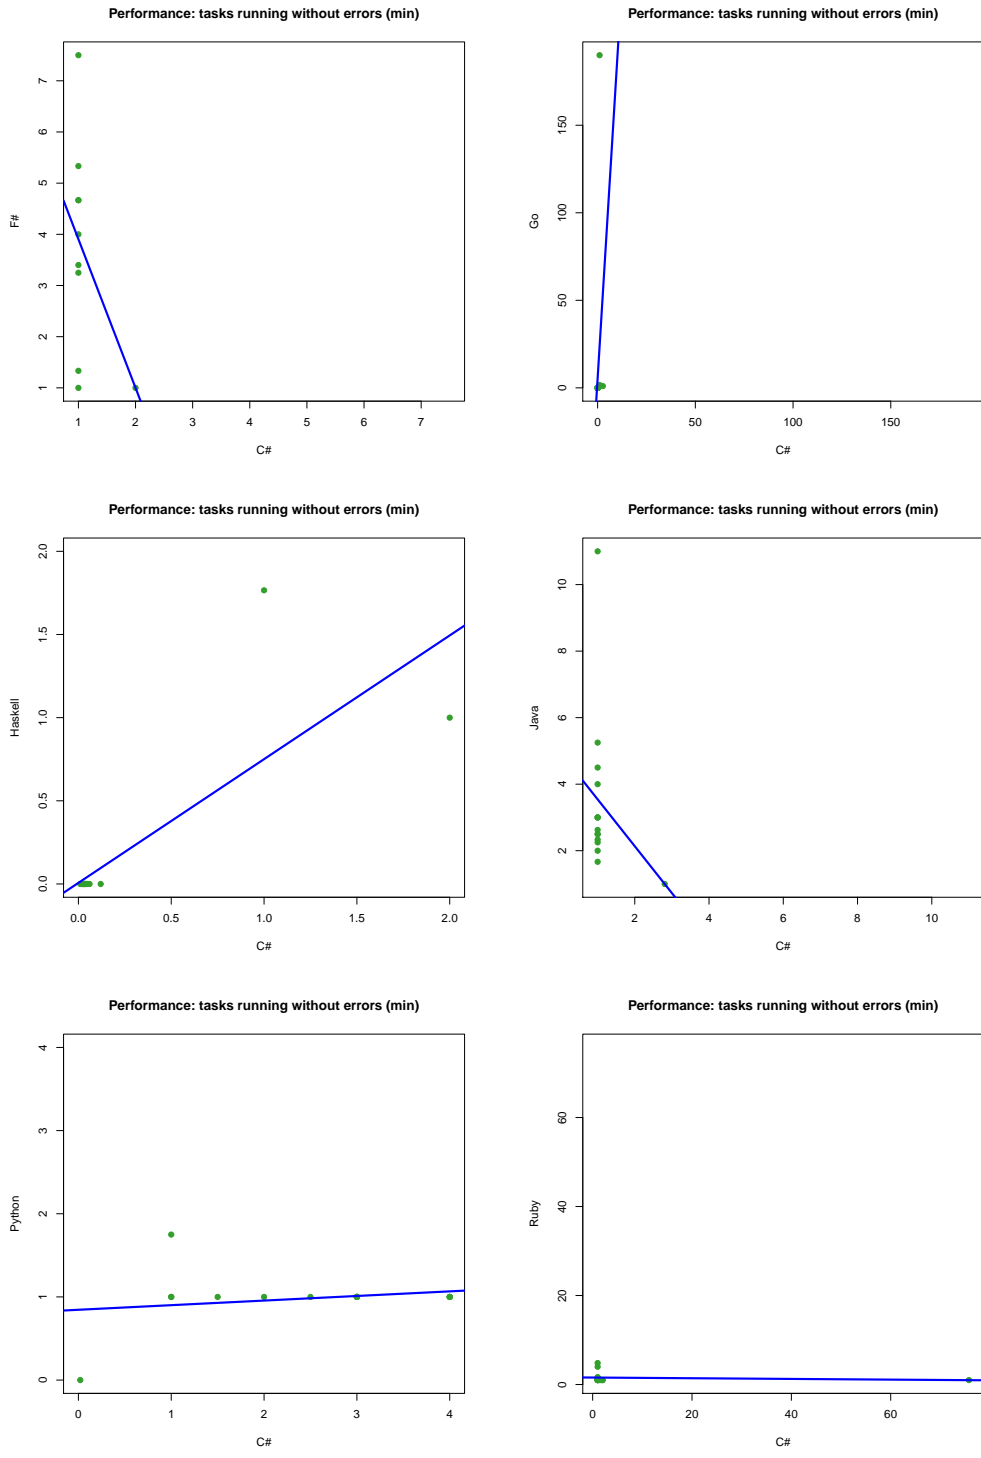 Performance: tasks running without errors (min)
F#
7
6
5
4
3
2
1
1 2 3 4 5 6 7
C#
Performance: tasks running without errors (min)
Go
150
100
50
0
0 50 100 150
C#
Performance: tasks running without errors (min)
Haskell
2.0
1.5
1.0
0.5
0.0
0.0 0.5 1.0 1.5 2.0
C#
Performance: tasks running without errors (min)
Java
10
8
6
4
2
2 4 6 8 10
C#
Performance: tasks running without errors (min)
Python
4
3
2
1
0
0 1 2 3 4
C#
Performance: tasks running without errors (min)
Ruby
60
40
20
0
0 20 40 60
C#